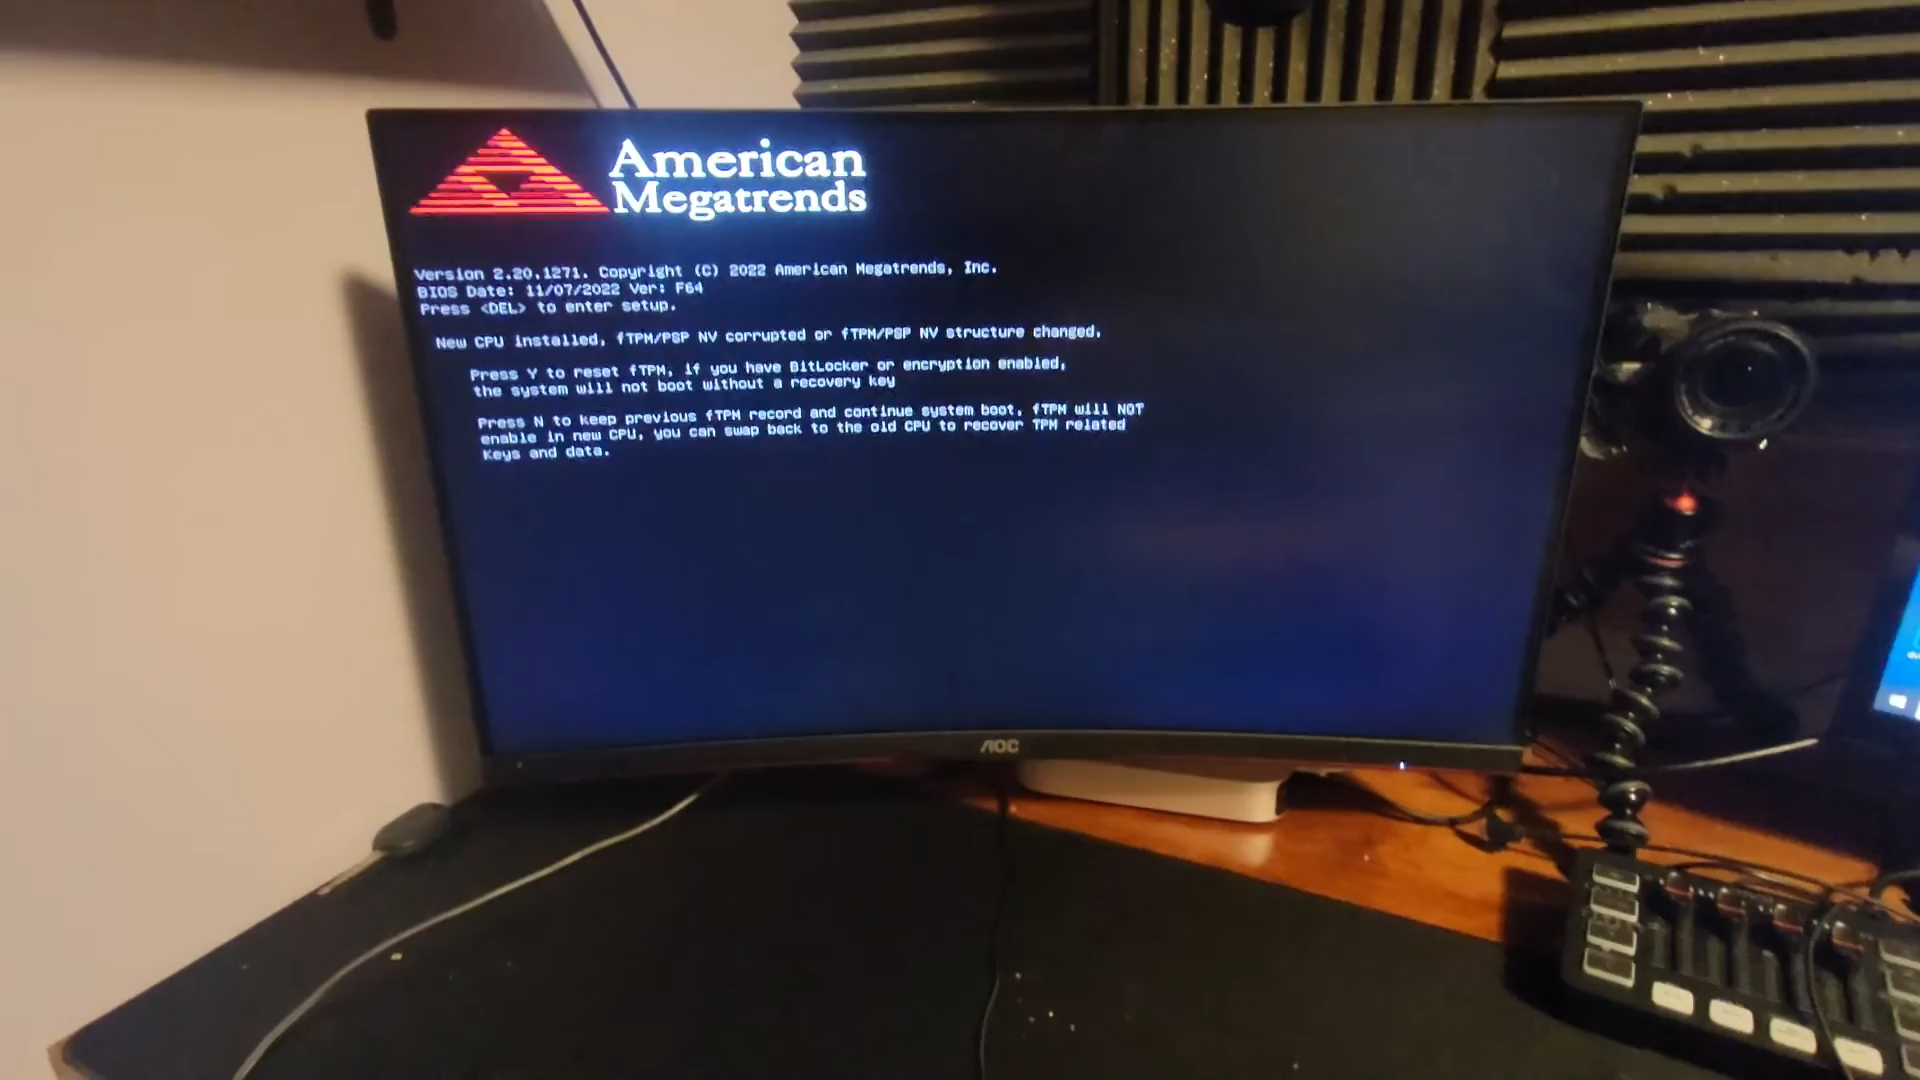 American
Megatrends
Version 2.20.1271. Copyright (C) 2022 American Megatrends, Inc.
BIOS Date: 11/07/2022 Ver: F64
Press <DEL> to enter setup.
New CPU installed, fTPM/PSP NV corrupted or fTPM/PSP NV structure changed.
Press Y to reset fTPM, if you have BitLocker or encryption enabled,
the system will not boot without a recovery key
Press N to keep previous fTPM record and continue system boot, fTPM will NOT
enable in new CPU, you can swap back to the old CPU to recover TPM related
Keys and data.
AOC